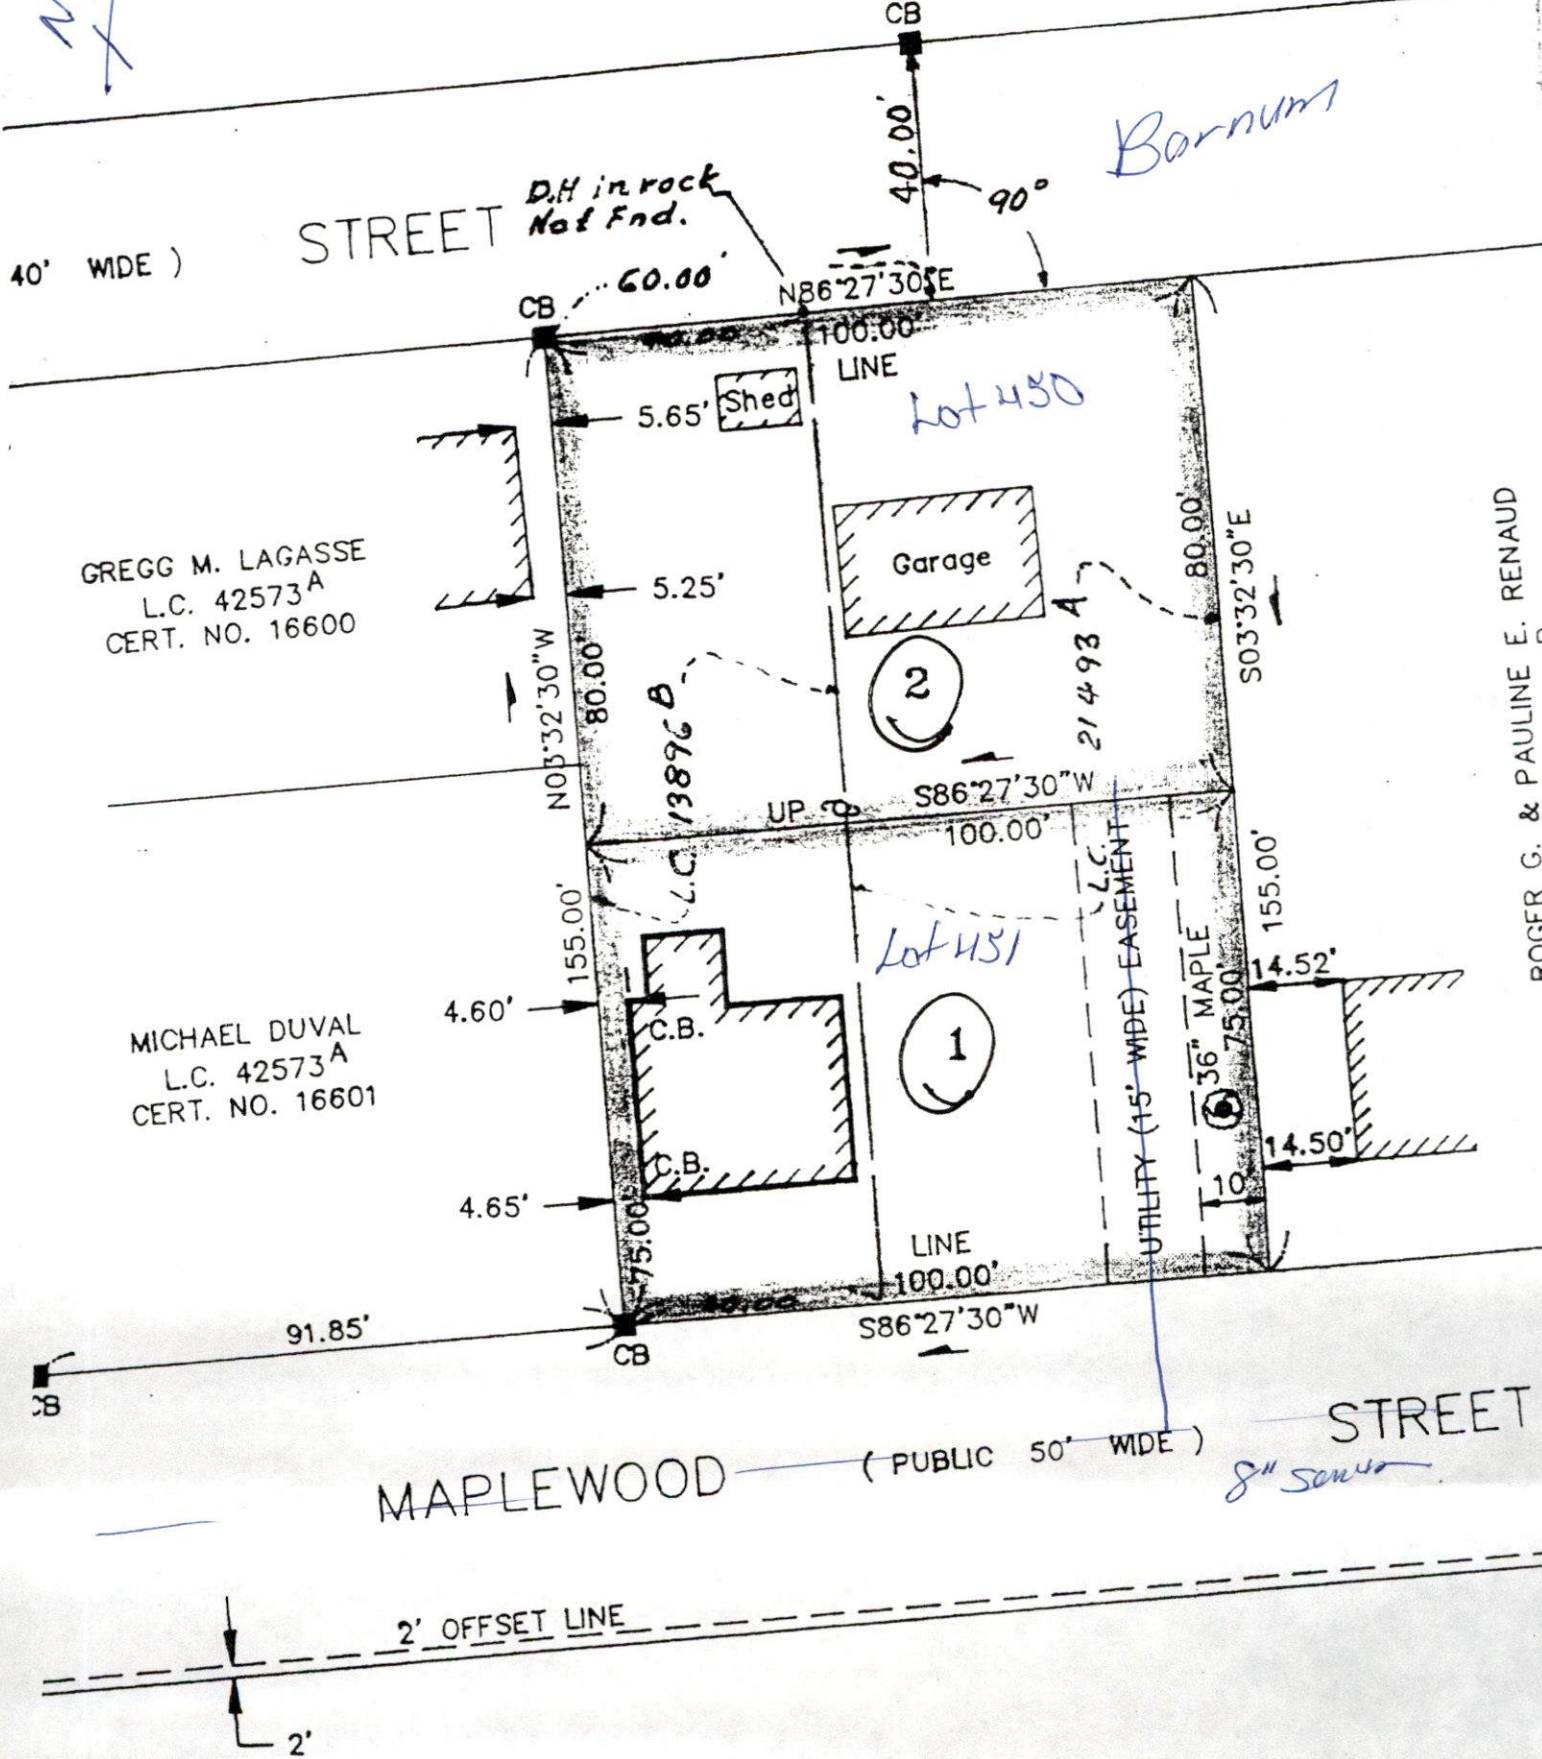 N
CB
40.00'
90°
Barnum
D.H in rock
Not Fnd.
STREET
40' WIDE )
60.00'
CB
N86°27'30"E
100.00'
LINE
Shed
5.65'
Lot 450
Garage
GREGG M. LAGASSE
L.C. 42573A
CERT. NO. 16600
5.25'
80.00'
S03°32'30"E
N03°32'30"W
80.00'
L.C. 13896 B
2
L.C. 21493 A
ROGER G. & PAULINE E. RENAUD
S86°27'30"W
UP
100.00'
155.00'
155.00'
Lot 451
UTILITY (15' WIDE) EASEMENT
36" MAPLE
75.00'
14.52'
4.60'
C.B.
1
MICHAEL DUVAL
L.C. 42573A
CERT. NO. 16601
C.B.
14.50'
10'
4.65'
75.00'
LINE
100.00'
S86°27'30"W
91.85'
CB
CB
MAPLEWOOD ( PUBLIC 50' WIDE ) STREET
8" sewer
2' OFFSET LINE
2'